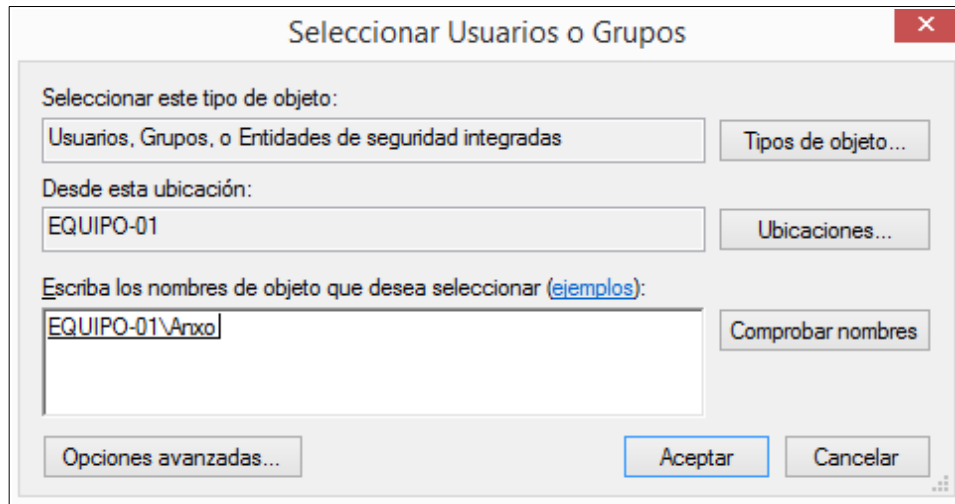 Seleccionar Usuarios o Grupos
Seleccionar este tipo de objeto:
Usuarios, Grupos, o Entidades de seguridad integradas
Tipos de objeto...
Desde esta ubicación:
EQUIPO-01
Ubicaciones...
Escriba los nombres de objeto que desea seleccionar (ejemplos):
EQUIPO-01\Anxo
Comprobar nombres
Opciones avanzadas...
Aceptar
Cancelar